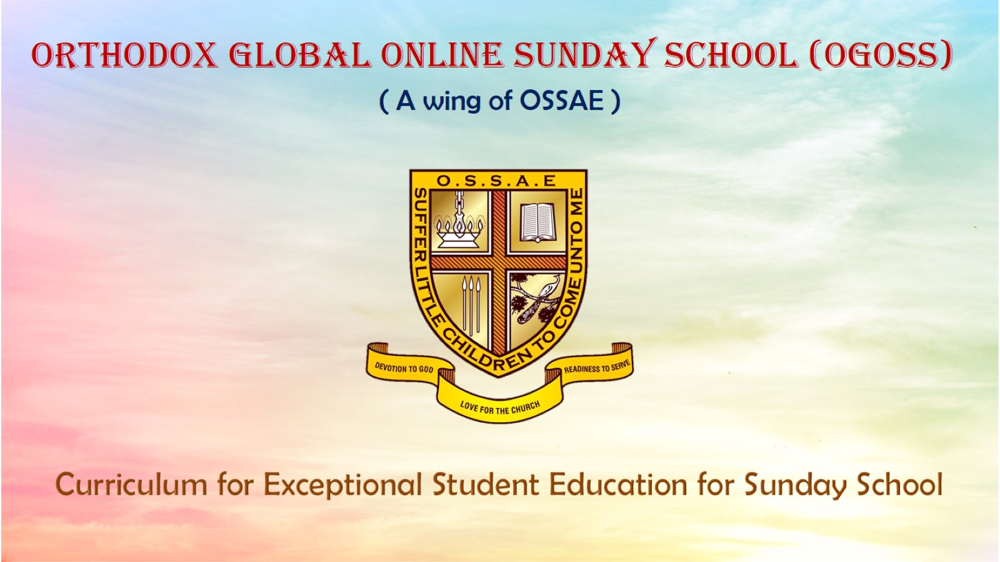 ORTHODOX GLOBAL ONLINE SUNDAY SCHOOL (OGOSS)
( A wing of OSSAE )
O.S.S.A.E
SUFFER LITTLE CHILDREN TO COME UNTO ME
DEVOTION TO GOD
LOVE FOR THE CHURCH
READINESS TO SERVE
Curriculum for Exceptional Student Education for Sunday School